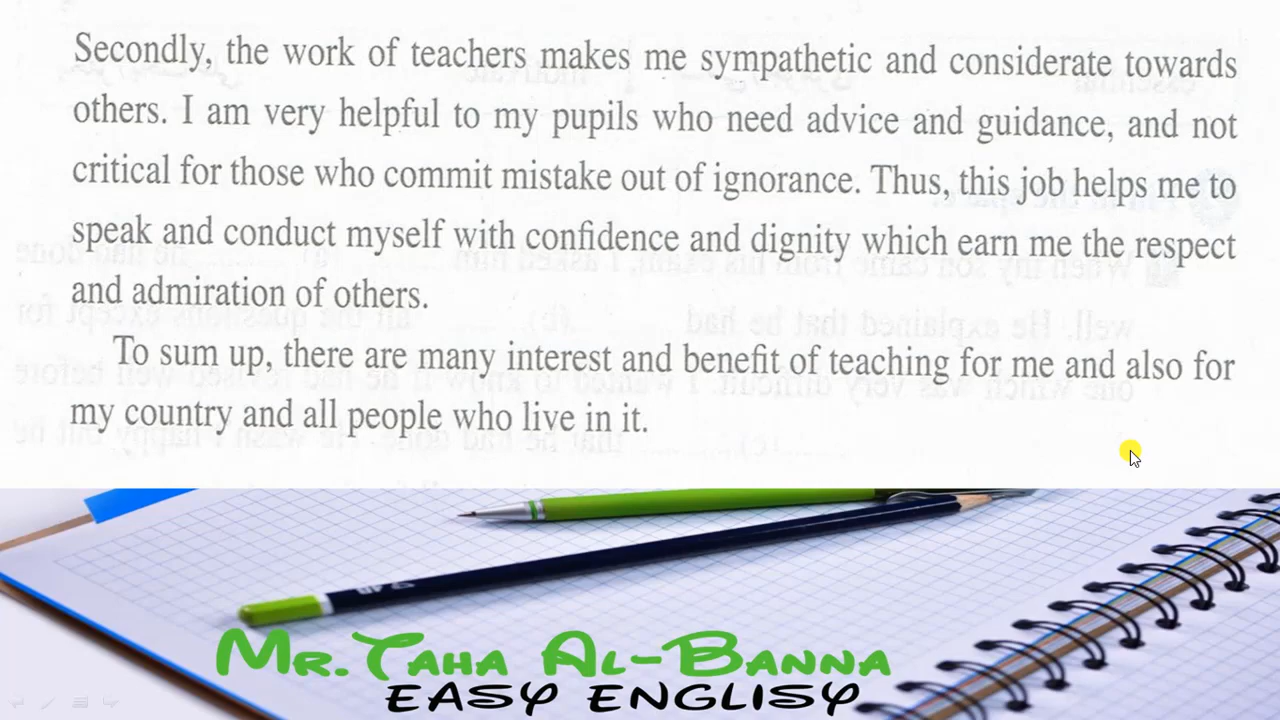 Secondly, the work of teachers makes me sympathetic and considerate towards
others. I am very helpful to my pupils who need advice and guidance, and not
critical for those who commit mistake out of ignorance. Thus, this job helps me to
speak and conduct myself with confidence and dignity which earn me the respect
and admiration of others.
To sum up, there are many interest and benefit of teaching for me and also for
my country and all people who live in it.
MR. TAHA AL-BANNA
EASY ENGLISY